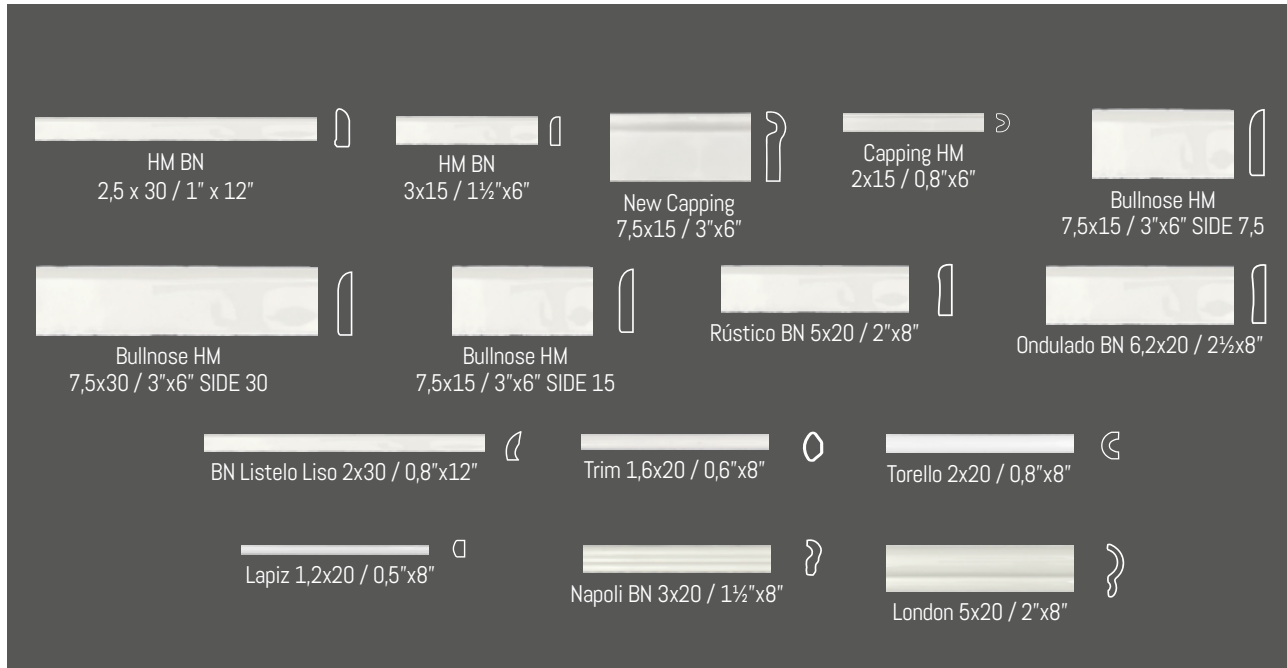 HM BN
2,5 x 30 / 1" x 12"
HM BN
3x15 / 1½"x6"
New Capping
7,5x15 / 3"x6"
Capping HM
2x15 / 0,8"x6"
Bullnose HM
7,5x15 / 3"x6" SIDE 7,5
Bullnose HM
7,5x30 / 3"x6" SIDE 30
Bullnose HM
7,5x15 / 3"x6" SIDE 15
Rústico BN 5x20 / 2"x8"
Ondulado BN 6,2x20 / 2½x8"
BN Listelo Liso 2x30 / 0,8"x12"
Trim 1,6x20 / 0,6"x8"
Torello 2x20 / 0,8"x8"
Lapiz 1,2x20 / 0,5"x8"
Napoli BN 3x20 / 1½"x8"
London 5x20 / 2"x8"